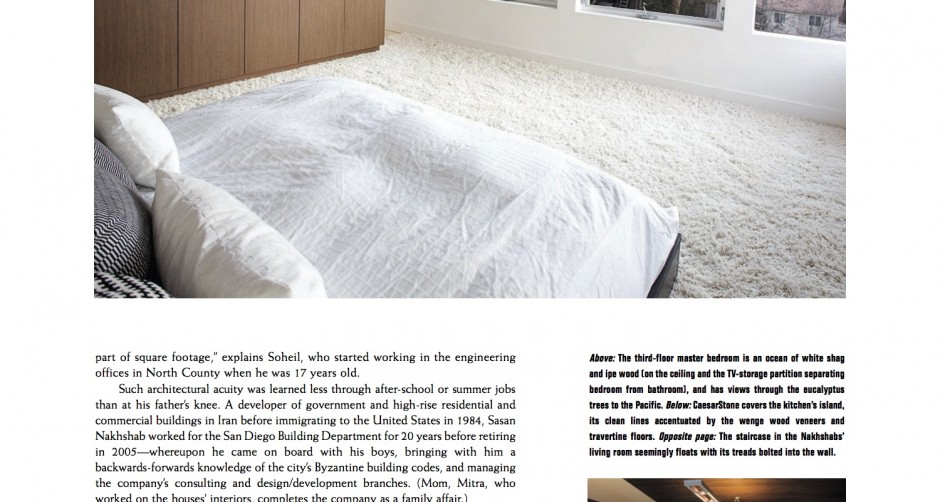 part of square footage,” explains Soheil, who started working in the engineering
offices in North County when he was 17 years old.
Such architectural acuity was learned less through after-school or summer jobs
than at his father’s knee. A developer of government and high-rise residential and
commercial buildings in Iran before immigrating to the United States in 1984, Sasan
Nakhshab worked for the San Diego Building Department for 20 years before retiring
in 2005—whereupon he came on board with his boys, bringing with him a
backwards-forwards knowledge of the city’s Byzantine building codes, and managing
the company’s consulting and design/development branches. (Mom, Mitra, who
worked on the houses’ interiors, completes the company as a family affair.)
Above: The third-floor master bedroom is an ocean of white shag
and ipe wood (on the ceiling and the TV-storage partition separating
bedroom from bathroom), and has views through the eucalyptus
trees to the Pacific. Below: CaesarStone covers the kitchen’s island,
its clean lines accentuated by the wenge wood veneers and
travertine floors. Opposite page: The staircase in the Nakhshabs’
living room seemingly floats with its treads bolted into the wall.